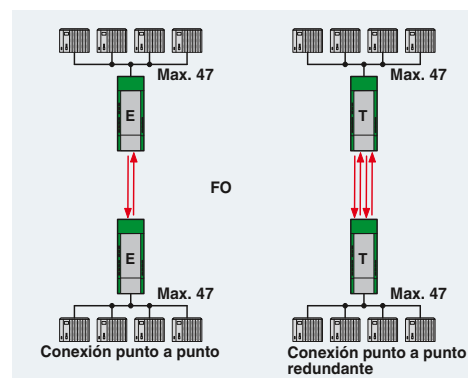 Max. 47
Max. 47
E
T
FO
E
T
Max. 47
Max. 47
Conexión punto a punto
Conexión punto a punto
redundante